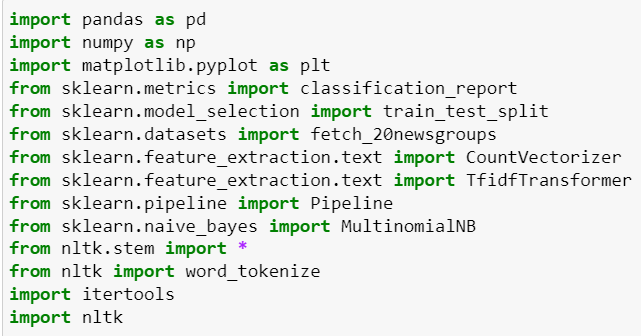 import pandas as pd
import numpy as np
import matplotlib.pyplot as plt
from sklearn.metrics import classification_report
from sklearn.model_selection import train_test_split
from sklearn.datasets import fetch_20newsgroups
from sklearn.feature_extraction.text import CountVectorizer
from sklearn.feature_extraction.text import TfidfTransformer
from sklearn.pipeline import Pipeline
from sklearn.naive_bayes import MultinomialNB
from nltk.stem import *
from nltk import word_tokenize
import itertools
import nltk